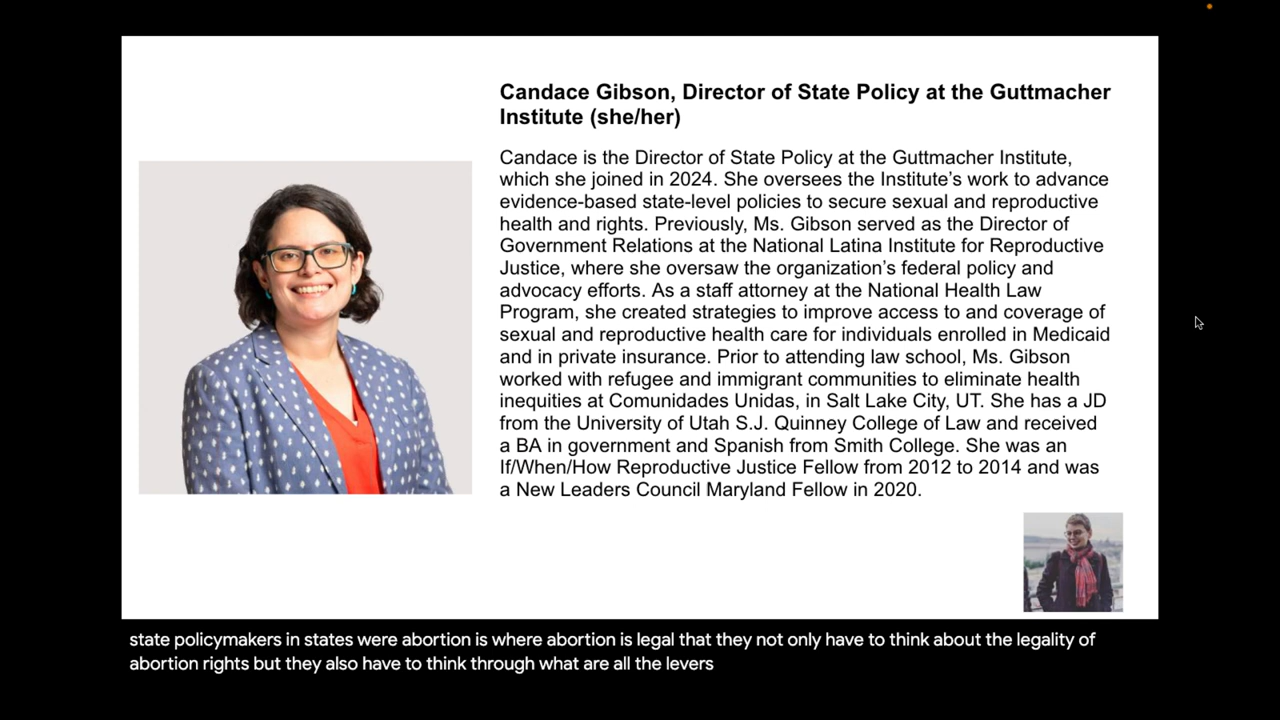 Candace Gibson, Director of State Policy at the Guttmacher
Institute (she/her)
Candace is the Director of State Policy at the Guttmacher Institute,
which she joined in 2024. She oversees the Institute’s work to advance
evidence-based state-level policies to secure sexual and reproductive
health and rights. Previously, Ms. Gibson served as the Director of
Government Relations at the National Latina Institute for Reproductive
Justice, where she oversaw the organization’s federal policy and
advocacy efforts. As a staff attorney at the National Health Law
Program, she created strategies to improve access to and coverage of
sexual and reproductive health care for individuals enrolled in Medicaid
and in private insurance. Prior to attending law school, Ms. Gibson
worked with refugee and immigrant communities to eliminate health
inequities at Comunidades Unidas, in Salt Lake City, UT. She has a JD
from the University of Utah S.J. Quinney College of Law and received
a BA in government and Spanish from Smith College. She was an
If/When/How Reproductive Justice Fellow from 2012 to 2014 and was
a New Leaders Council Maryland Fellow in 2020.
state policymakers in states were abortion is where abortion is legal that they not only have to think about the legality of
abortion rights but they also have to think through what are all the levers